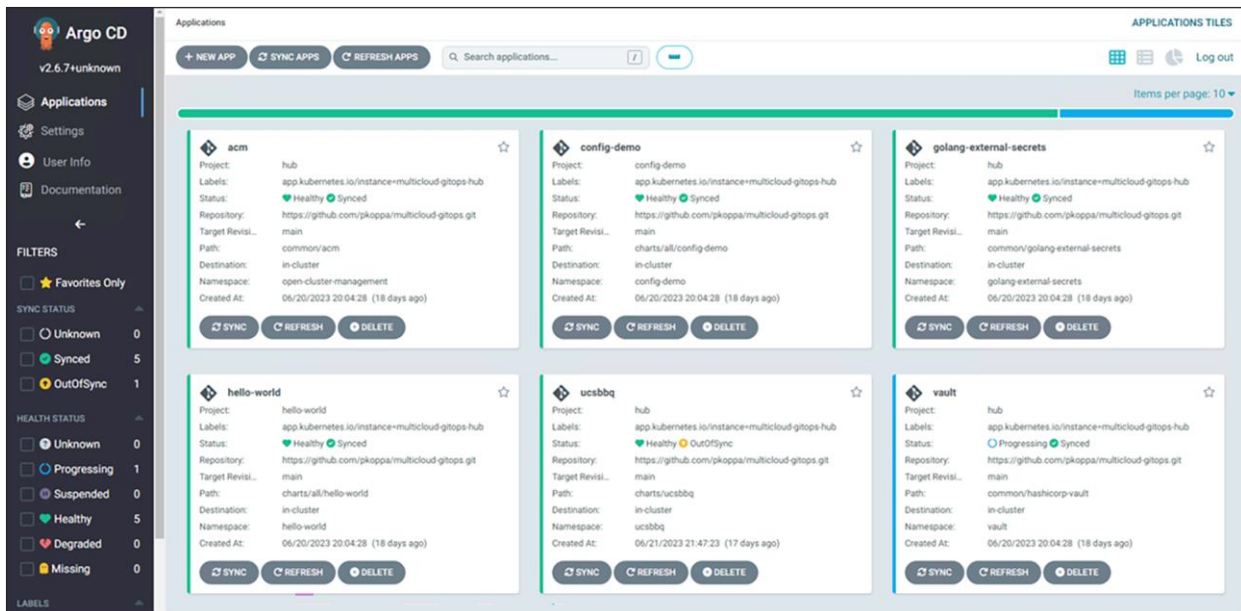 Argo CD
v2.6.7+unknown
Applications
Settings
User Info
Documentation
FILTERS
Favorites Only
SYNC STATUS
Unknown 0
Synced 5
OutOfSync 1
HEALTH STATUS
Unknown 0
Progressing 1
Suspended 0
Healthy 5
Degraded 0
Missing 0
LABELS
Applications
APPLICATIONS TILES
+ NEW APP SYNC APPS REFRESH APPS Search applications... / Log out
Items per page: 10
acm
Project: hub
Labels: app.kubernetes.io/instance=multicloud-gitops-hub
Status: Healthy Synced
Repository: https://github.com/pkoppa/multicloud-gitops.git
Target Revisi... main
Path: common/acm
Destination: in-cluster
Namespace: open-cluster-management
Created At: 06/20/2023 20:04:28 (18 days ago)
SYNC REFRESH DELETE
config-demo
Project: config-demo
Labels: app.kubernetes.io/instance=multicloud-gitops-hub
Status: Healthy Synced
Repository: https://github.com/pkoppa/multicloud-gitops.git
Target Revisi... main
Path: charts/all/config-demo
Destination: in-cluster
Namespace: config-demo
Created At: 06/20/2023 20:04:28 (18 days ago)
SYNC REFRESH DELETE
golang-external-secrets
Project: hub
Labels: app.kubernetes.io/instance=multicloud-gitops-hub
Status: Healthy Synced
Repository: https://github.com/pkoppa/multicloud-gitops.git
Target Revisi... main
Path: common/golang-external-secrets
Destination: in-cluster
Namespace: golang-external-secrets
Created At: 06/20/2023 20:04:28 (18 days ago)
SYNC REFRESH DELETE
hello-world
Project: hello-world
Labels: app.kubernetes.io/instance=multicloud-gitops-hub
Status: Healthy Synced
Repository: https://github.com/pkoppa/multicloud-gitops.git
Target Revisi... main
Path: charts/all/hello-world
Destination: in-cluster
Namespace: hello-world
Created At: 06/20/2023 20:04:28 (18 days ago)
SYNC REFRESH DELETE
ucsbbq
Project: hub
Labels: app.kubernetes.io/instance=multicloud-gitops-hub
Status: Healthy OutOfSync
Repository: https://github.com/pkoppa/multicloud-gitops.git
Target Revisi... main
Path: charts/ucsbbq
Destination: in-cluster
Namespace: ucsbbq
Created At: 06/21/2023 21:47:23 (17 days ago)
SYNC REFRESH DELETE
vault
Project: hub
Labels: app.kubernetes.io/instance=multicloud-gitops-hub
Status: Progressing Synced
Repository: https://github.com/pkoppa/multicloud-gitops.git
Target Revisi... main
Path: common/hashicorp-vault
Destination: in-cluster
Namespace: vault
Created At: 06/20/2023 20:04:28 (18 days ago)
SYNC REFRESH DELETE